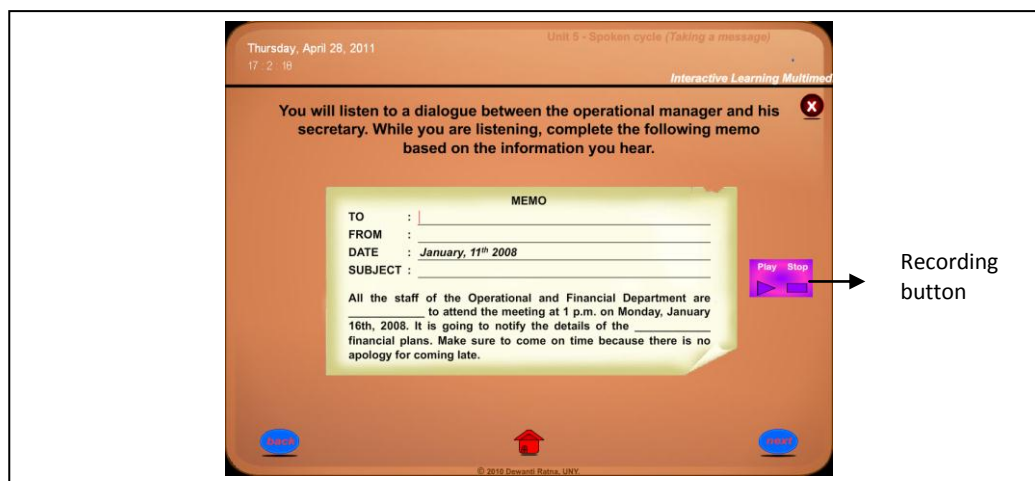 Unit 5 - Spoken cycle (Taking a message)
Thursday, April 28, 2011
17 : 2 : 18
Interactive Learning Multimed
You will listen to a dialogue between the operational manager and his
secretary. While you are listening, complete the following memo
based on the information you hear.
X
MEMO
TO :
FROM :
DATE : January, 11th 2008
SUBJECT :
All the staff of the Operational and Financial Department are
____________ to attend the meeting at 1 p.m. on Monday, January
16th, 2008. It is going to notify the details of the ____________
financial plans. Make sure to come on time because there is no
apology for coming late.
Play Stop
Recording
button
back
next
© 2010 Dewanti Ratna, UNY.